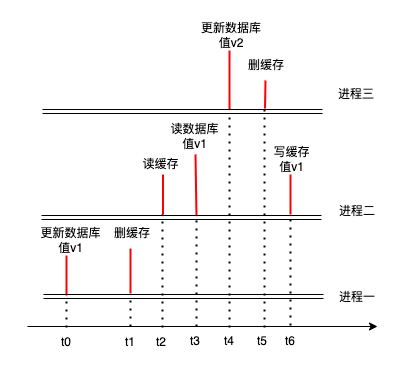 更新数据库
值v2
删缓存
进程三
读数据库
值v1
读缓存
写缓存
值v1
进程二
更新数据库
值v1
删缓存
进程一
t0
t1
t2
t3
t4
t5
t6